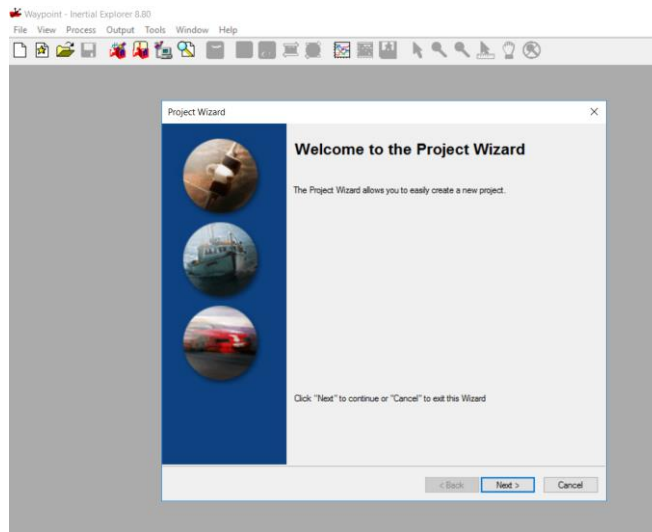 Waypoint - Inertial Explorer 8.80
File View Process Output Tools Window Help
Project Wizard
Welcome to the Project Wizard
The Project Wizard allows you to easily create a new project.
Click "Next" to continue or "Cancel" to exit this Wizard
< Back Next > Cancel